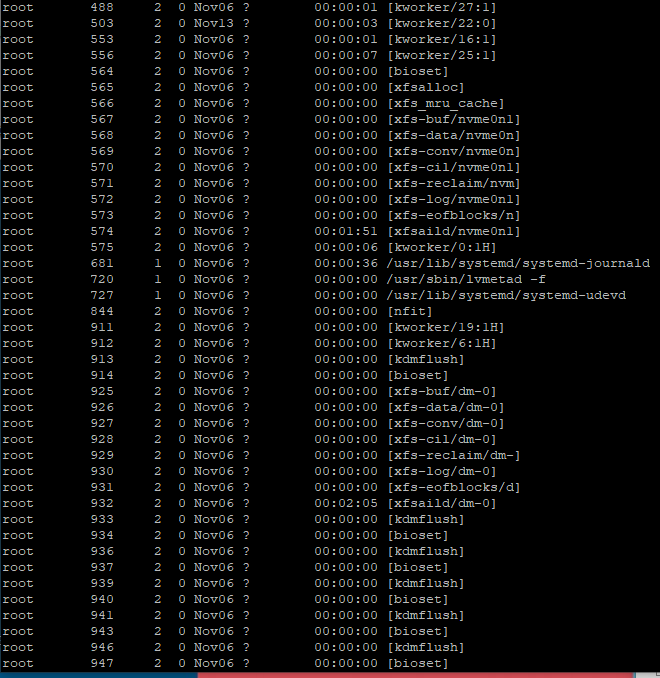 root 488 2 0 Nov06 ? 00:00:01 [kworker/27:1]
root 503 2 0 Nov13 ? 00:00:03 [kworker/22:0]
root 553 2 0 Nov06 ? 00:00:01 [kworker/16:1]
root 556 2 0 Nov06 ? 00:00:07 [kworker/25:1]
root 564 2 0 Nov06 ? 00:00:00 [bioset]
root 565 2 0 Nov06 ? 00:00:00 [xfsalloc]
root 566 2 0 Nov06 ? 00:00:00 [xfs_mru_cache]
root 567 2 0 Nov06 ? 00:00:00 [xfs-buf/nvme0n1]
root 568 2 0 Nov06 ? 00:00:00 [xfs-data/nvme0n]
root 569 2 0 Nov06 ? 00:00:00 [xfs-conv/nvme0n]
root 570 2 0 Nov06 ? 00:00:00 [xfs-cil/nvme0n1]
root 571 2 0 Nov06 ? 00:00:00 [xfs-reclaim/nvm]
root 572 2 0 Nov06 ? 00:00:00 [xfs-log/nvme0n1]
root 573 2 0 Nov06 ? 00:00:00 [xfs-eofblocks/n]
root 574 2 0 Nov06 ? 00:01:51 [xfsaild/nvme0n1]
root 575 2 0 Nov06 ? 00:00:06 [kworker/0:1H]
root 681 1 0 Nov06 ? 00:00:36 /usr/lib/systemd/systemd-journald
root 720 1 0 Nov06 ? 00:00:00 /usr/sbin/lvmetad -f
root 727 1 0 Nov06 ? 00:00:00 /usr/lib/systemd/systemd-udevd
root 844 2 0 Nov06 ? 00:00:00 [nfit]
root 911 2 0 Nov06 ? 00:00:00 [kworker/19:1H]
root 912 2 0 Nov06 ? 00:00:00 [kworker/6:1H]
root 913 2 0 Nov06 ? 00:00:00 [kdmflush]
root 914 2 0 Nov06 ? 00:00:00 [bioset]
root 925 2 0 Nov06 ? 00:00:00 [xfs-buf/dm-0]
root 926 2 0 Nov06 ? 00:00:00 [xfs-data/dm-0]
root 927 2 0 Nov06 ? 00:00:00 [xfs-conv/dm-0]
root 928 2 0 Nov06 ? 00:00:00 [xfs-cil/dm-0]
root 929 2 0 Nov06 ? 00:00:00 [xfs-reclaim/dm-]
root 930 2 0 Nov06 ? 00:00:00 [xfs-log/dm-0]
root 931 2 0 Nov06 ? 00:00:00 [xfs-eofblocks/d]
root 932 2 0 Nov06 ? 00:02:05 [xfsaild/dm-0]
root 933 2 0 Nov06 ? 00:00:00 [kdmflush]
root 934 2 0 Nov06 ? 00:00:00 [bioset]
root 936 2 0 Nov06 ? 00:00:00 [kdmflush]
root 937 2 0 Nov06 ? 00:00:00 [bioset]
root 939 2 0 Nov06 ? 00:00:00 [kdmflush]
root 940 2 0 Nov06 ? 00:00:00 [bioset]
root 941 2 0 Nov06 ? 00:00:00 [kdmflush]
root 943 2 0 Nov06 ? 00:00:00 [bioset]
root 946 2 0 Nov06 ? 00:00:00 [kdmflush]
root 947 2 0 Nov06 ? 00:00:00 [bioset]